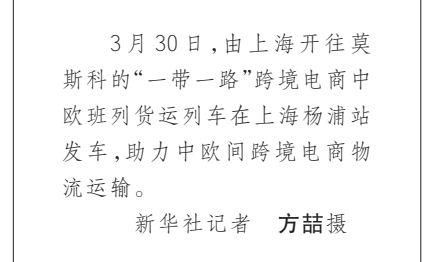 3月30日,由上海开往莫
斯科的“一带一路”跨境电商中
欧班列货运列车在上海杨浦站
发车,助力中欧间跨境电商物
流运输。
新华社记者 方喆摄